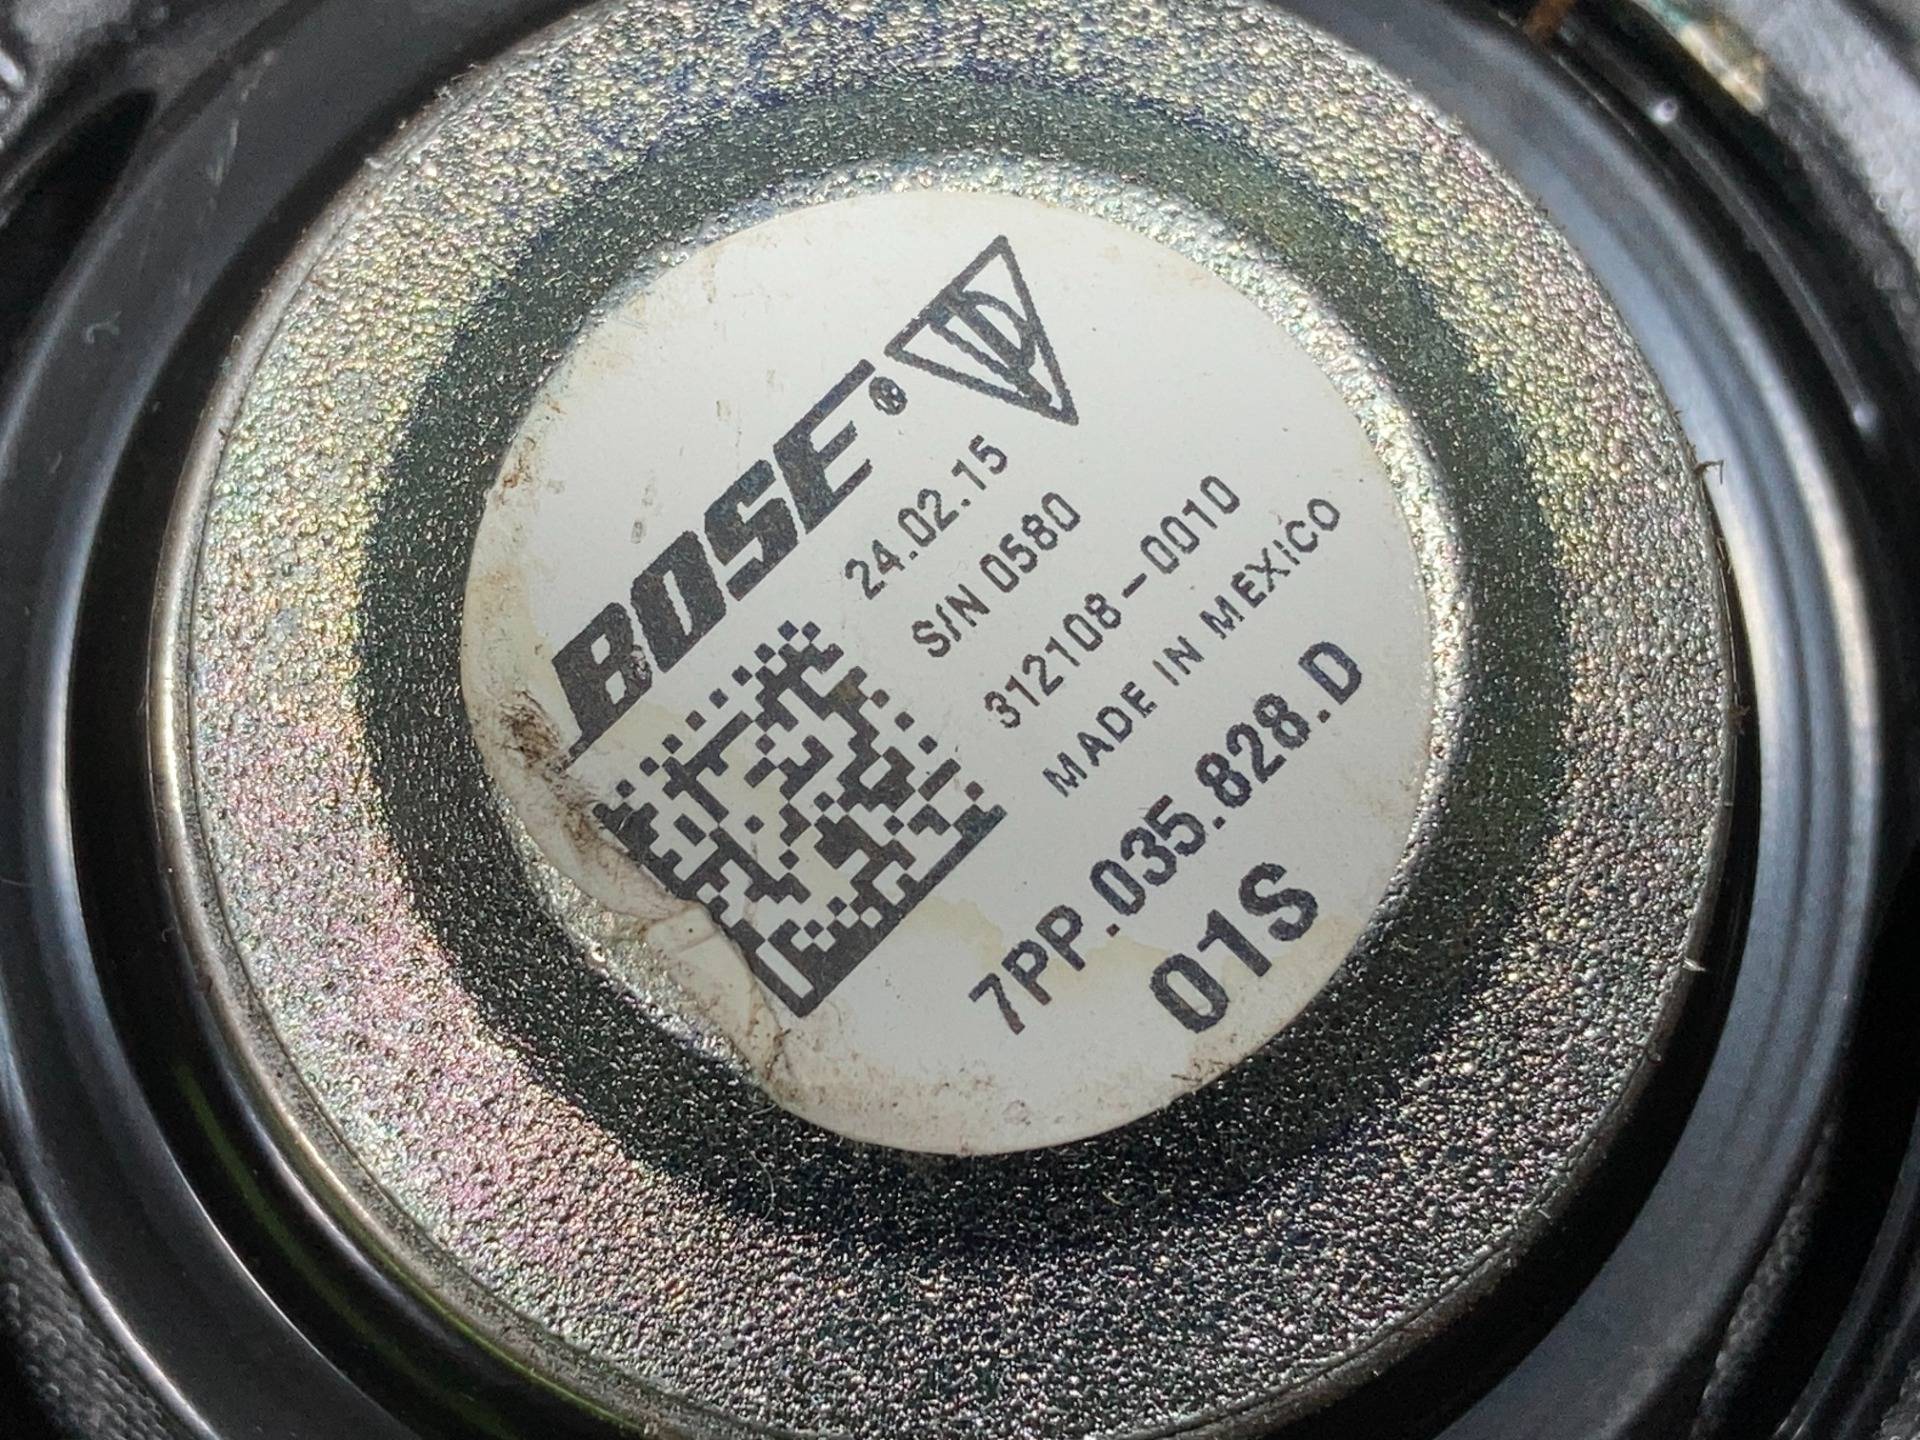 BOSE®
24.02.15
S/N 0580
312108-0010
MADE IN MEXICO
7PP.035.828.D
01S